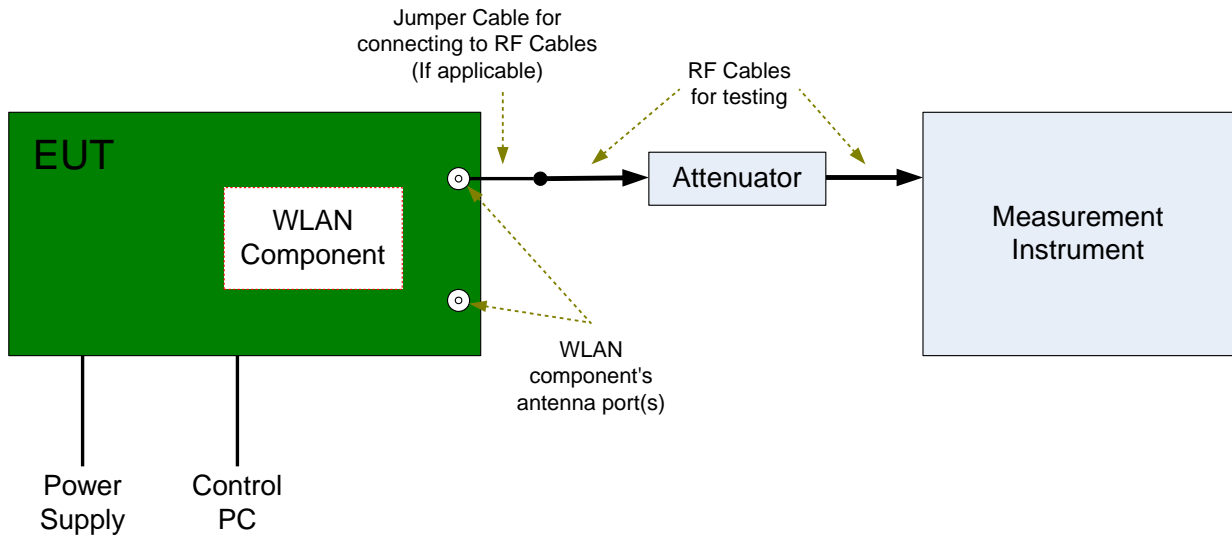 Jumper Cable for
connecting to RF Cables
(If applicable)
RF Cables
for testing
EUT
WLAN
Component
Attenuator
Measurement
Instrument
WLAN
component's
antenna port(s)
Power
Supply
Control
PC